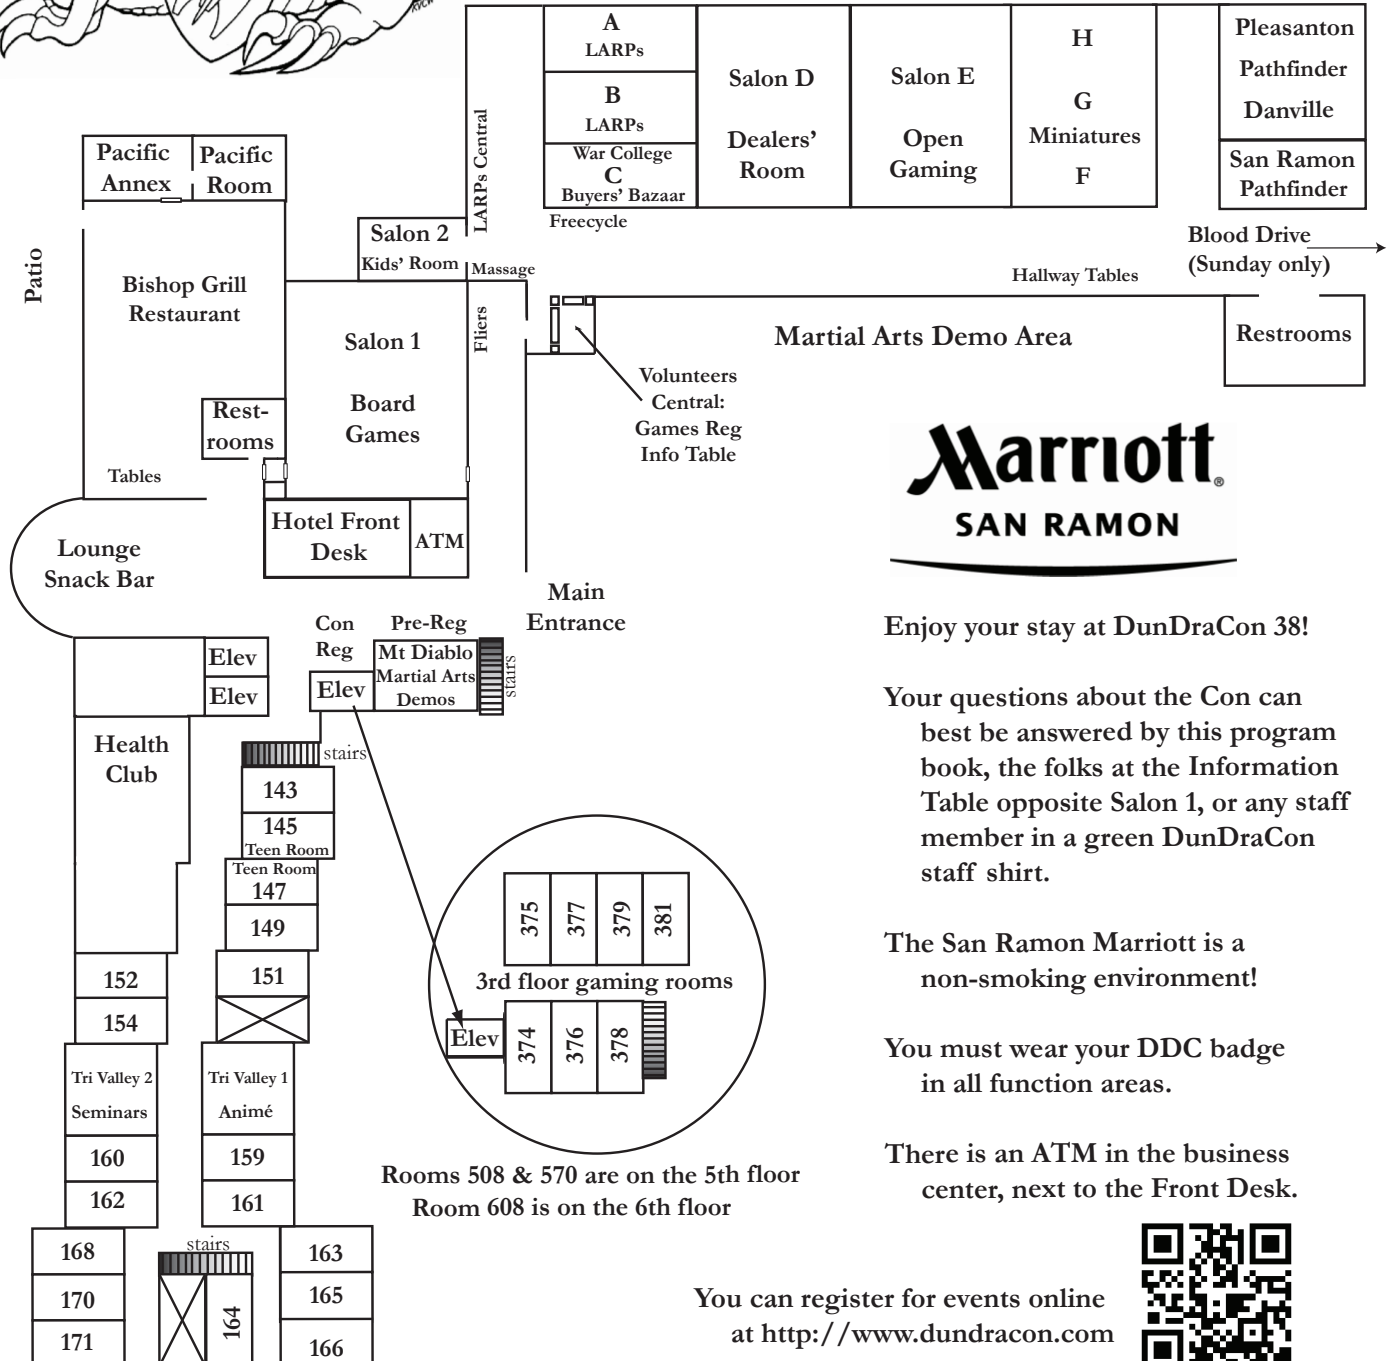 A
LARPs
B
LARPs
War College
C
Buyers' Bazaar
Freecycle
Salon D
Dealers'
Room
Salon E
Open
Gaming
H
G
Miniatures
F
Pleasanton
Pathfinder
Danville
San Ramon
Pathfinder
Blood Drive
(Sunday only)
LARPs Central
Pacific
Annex
Pacific
Room
Patio
Bishop Grill
Restaurant
Salon 2
Kids' Room
Massage
Fliers
Hallway Tables
Salon 1
Board
Games
Martial Arts Demo Area
Restrooms
Volunteers
Central:
Games Reg
Info Table
Rest-
rooms
Tables
Hotel Front
Desk
ATM
Lounge
Snack Bar
Main
Entrance
Marriott®
SAN RAMON
Con
Reg
Pre-Reg
Mt Diablo
Martial Arts
Demos
stairs
Elev
Elev
Elev
Health
Club
stairs
143
145
Teen Room
Teen Room
147
149
151
152
154
Tri Valley 2
Seminars
Tri Valley 1
Animé
160
159
162
161
168
stairs
163
170
165
171
164
166
375
377
379
381
3rd floor gaming rooms
Elev
374
376
378
Rooms 508 & 570 are on the 5th floor
Room 608 is on the 6th floor
Enjoy your stay at DunDraCon 38!
Your questions about the Con can
best be answered by this program
book, the folks at the Information
Table opposite Salon 1, or any staff
member in a green DunDraCon
staff shirt.
The San Ramon Marriott is a
non-smoking environment!
You must wear your DDC badge
in all function areas.
There is an ATM in the business
center, next to the Front Desk.
You can register for events online
at http://www.dundracon.com